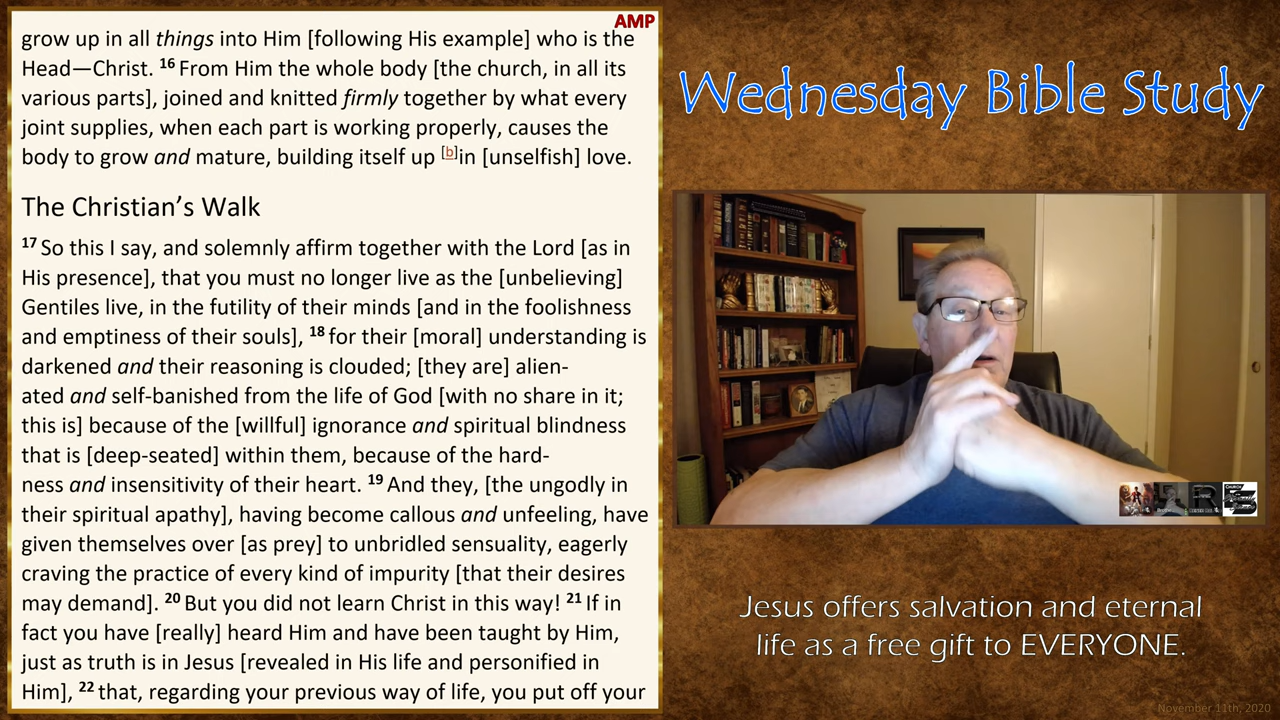 AMP
grow up in all things into Him [following His example] who is the
Head—Christ. 16 From Him the whole body [the church, in all its
various parts], joined and knitted firmly together by what every
joint supplies, when each part is working properly, causes the
body to grow and mature, building itself up [b]in [unselfish] love.
The Christian’s Walk
17 So this I say, and solemnly affirm together with the Lord [as in
His presence], that you must no longer live as the [unbelieving]
Gentiles live, in the futility of their minds [and in the foolishness
and emptiness of their souls], 18 for their [moral] understanding is
darkened and their reasoning is clouded; [they are] alien-
ated and self-banished from the life of God [with no share in it;
this is] because of the [willful] ignorance and spiritual blindness
that is [deep-seated] within them, because of the hard-
ness and insensitivity of their heart. 19 And they, [the ungodly in
their spiritual apathy], having become callous and unfeeling, have
given themselves over [as prey] to unbridled sensuality, eagerly
craving the practice of every kind of impurity [that their desires
may demand]. 20 But you did not learn Christ in this way! 21 If in
fact you have [really] heard Him and have been taught by Him,
just as truth is in Jesus [revealed in His life and personified in
Him], 22 that, regarding your previous way of life, you put off your
Wednesday Bible Study
CHURCH
Jesus offers salvation and eternal
life as a free gift to EVERYONE.
November 11th, 2020